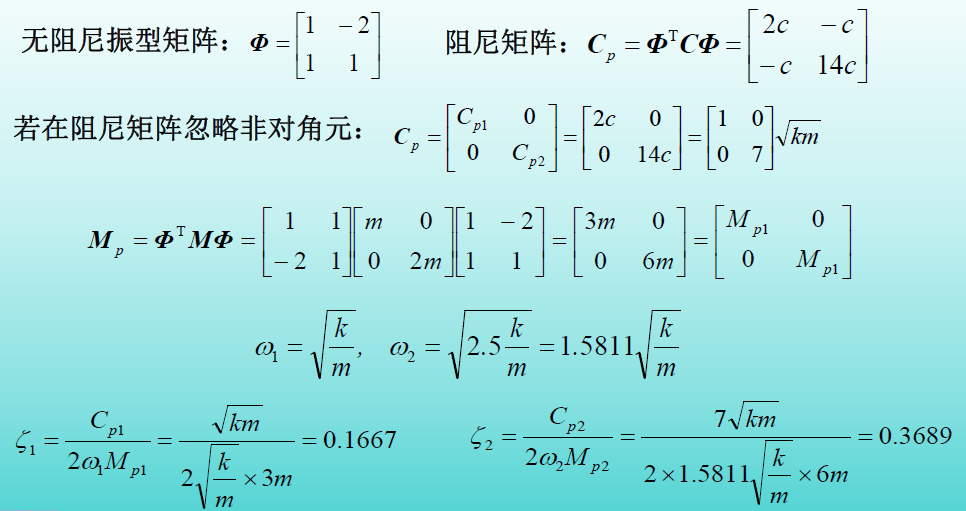 无阻尼振型矩阵：$\boldsymbol{\Phi} = \begin{bmatrix} 1 & -2 \\ 1 & 1 \end{bmatrix}$ 阻尼矩阵：$\boldsymbol{C}_p = \boldsymbol{\Phi}^{\mathrm{T}} \boldsymbol{C} \boldsymbol{\Phi} = \begin{bmatrix} 2c & -c \\ -c & 14c \end{bmatrix}$
若在阻尼矩阵忽略非对角元：$\boldsymbol{C}_p = \begin{bmatrix} C_{p1} & 0 \\ 0 & C_{p2} \end{bmatrix} = \begin{bmatrix} 2c & 0 \\ 0 & 14c \end{bmatrix} = \begin{bmatrix} 1 & 0 \\ 0 & 7 \end{bmatrix} \sqrt{km}$
$\boldsymbol{M}_p = \boldsymbol{\Phi}^{\mathrm{T}} \boldsymbol{M} \boldsymbol{\Phi} = \begin{bmatrix} 1 & 1 \\ -2 & 1 \end{bmatrix} \begin{bmatrix} m & 0 \\ 0 & 2m \end{bmatrix} \begin{bmatrix} 1 & -2 \\ 1 & 1 \end{bmatrix} = \begin{bmatrix} 3m & 0 \\ 0 & 6m \end{bmatrix} = \begin{bmatrix} M_{p1} & 0 \\ 0 & M_{p1} \end{bmatrix}$
$\omega_1 = \sqrt{\frac{k}{m}}, \quad \omega_2 = \sqrt{2.5 \frac{k}{m}} = 1.5811 \sqrt{\frac{k}{m}}$
$\zeta_1 = \frac{C_{p1}}{2\omega_1 M_{p1}} = \frac{\sqrt{km}}{2\sqrt{\frac{k}{m}} \times 3m} = 0.1667$ $\zeta_2 = \frac{C_{p2}}{2\omega_2 M_{p2}} = \frac{7\sqrt{km}}{2 \times 1.5811 \sqrt{\frac{k}{m}} \times 6m} = 0.3689$